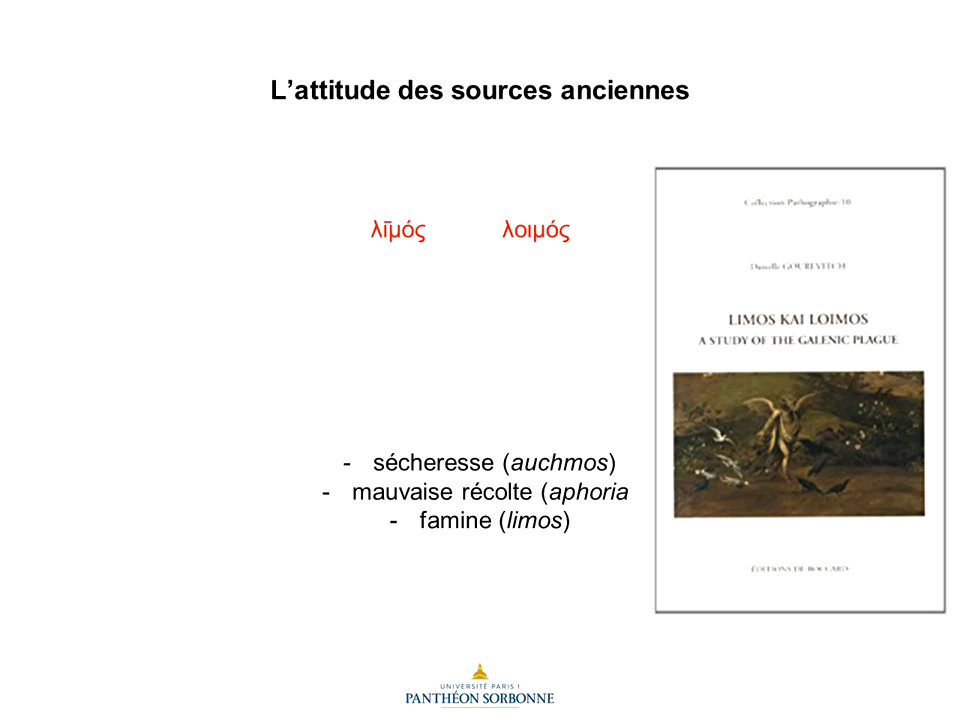 L’attitude des sources anciennes
λῑμός λοιμός
- sécheresse (auchmos)
- mauvaise récolte (aphoria
- famine (limos)
Collection Pathographie-10
Danielle GOUREVITCH
LIMOS KAI LOIMOS
A STUDY OF THE GALENIC PLAGUE
ÉDITIONS DE BOCCARD
UNIVERSITÉ PARIS 1
PANTHÉON SORBONNE